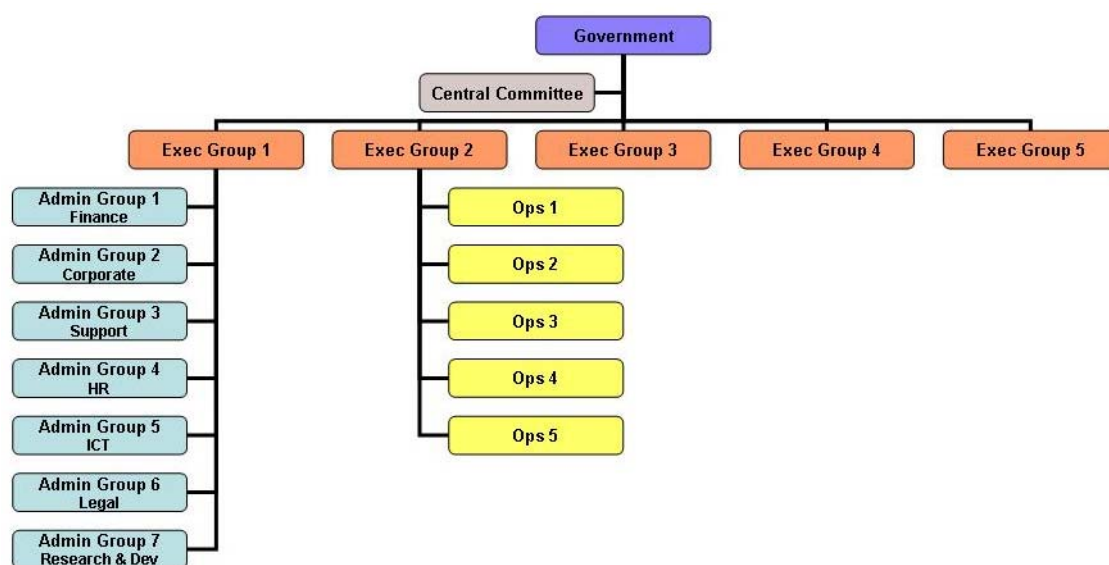 Government
Central Committee
Exec Group 1
Exec Group 2
Exec Group 3
Exec Group 4
Exec Group 5
Admin Group 1
Finance
Admin Group 2
Corporate
Admin Group 3
Support
Admin Group 4
HR
Admin Group 5
ICT
Admin Group 6
Legal
Admin Group 7
Research & Dev
Ops 1
Ops 2
Ops 3
Ops 4
Ops 5